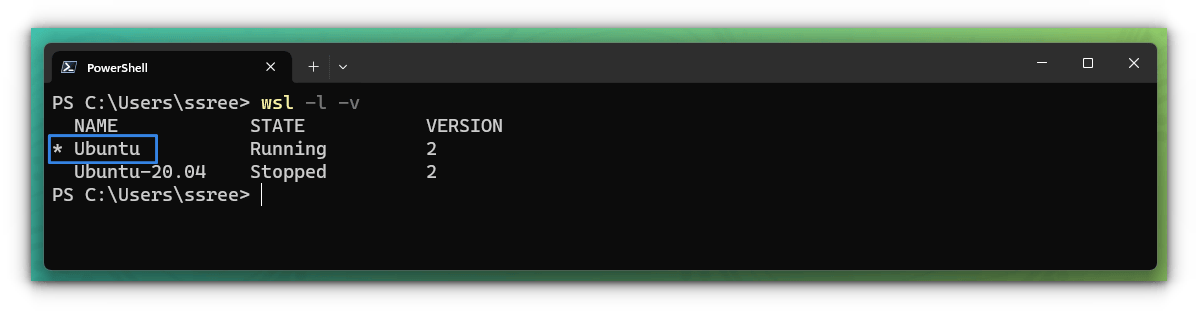 PowerShell
PS C:\Users\ssree> wsl -l -v
  NAME            STATE           VERSION
* Ubuntu          Running         2
  Ubuntu-20.04    Stopped         2
PS C:\Users\ssree>